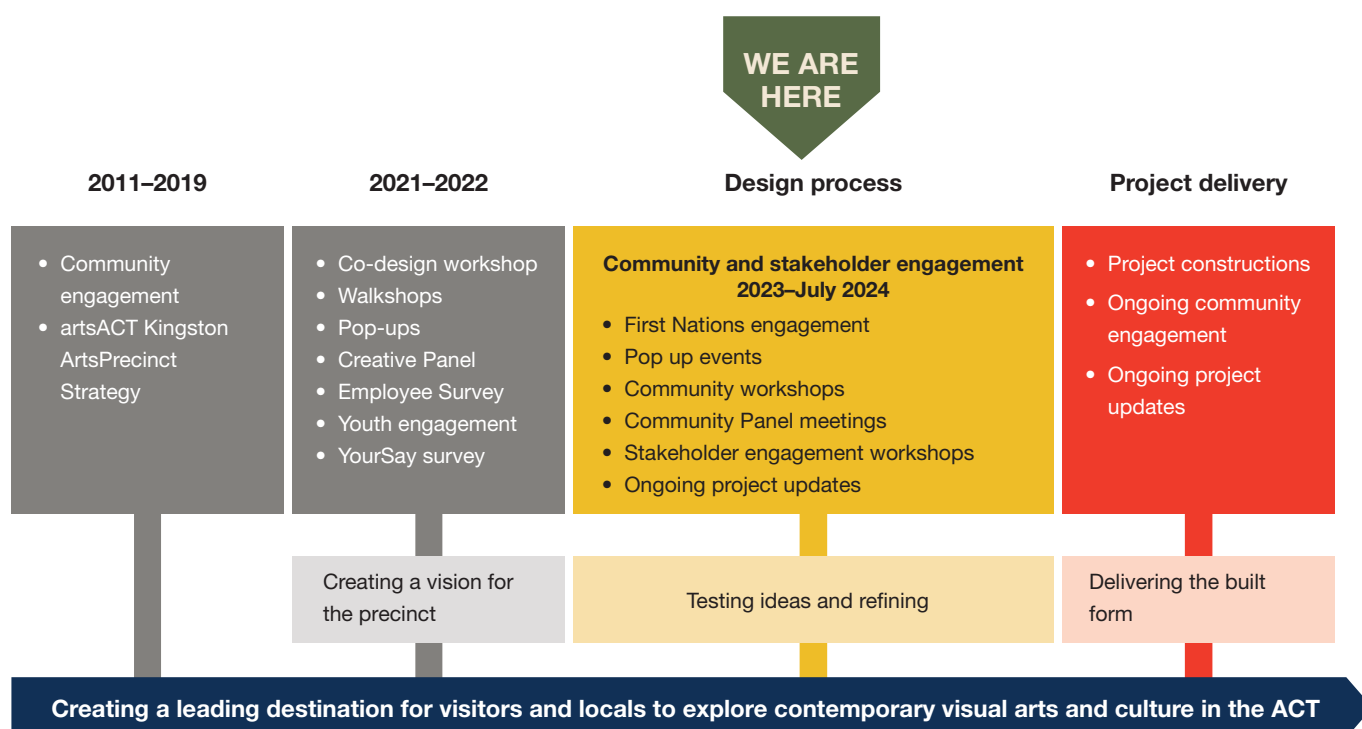 WE ARE
HERE
2011–2019
• Community
engagement
• artsACT Kingston
ArtsPrecinct
Strategy
2021–2022
• Co-design workshop
• Walkshops
• Pop-ups
• Creative Panel
• Employee Survey
• Youth engagement
• YourSay survey
Creating a vision for
the precinct
Design process
Community and stakeholder engagement
2023–July 2024
• First Nations engagement
• Pop up events
• Community workshops
• Community Panel meetings
• Stakeholder engagement workshops
• Ongoing project updates
Testing ideas and refining
Project delivery
• Project constructions
• Ongoing community
engagement
• Ongoing project
updates
Delivering the built
form
Creating a leading destination for visitors and locals to explore contemporary visual arts and culture in the ACT